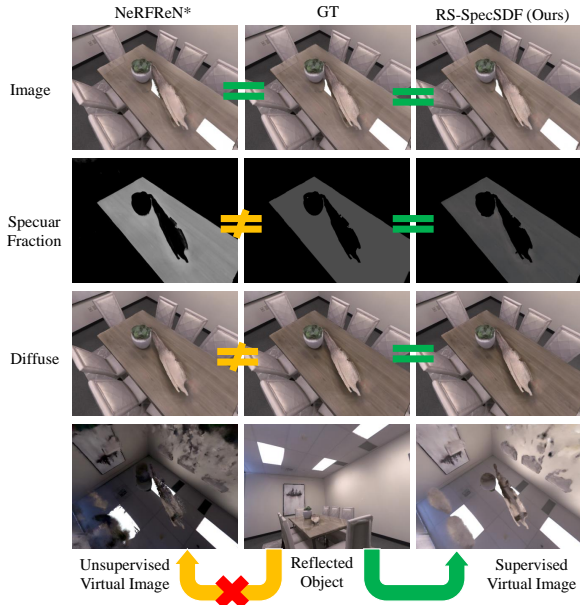 NeRFReN* GT RS-SpecSDF (Ours)
Image
Specuar
Fraction
Diffuse
Unsupervised
Virtual Image
Reflected
Object
Supervised
Virtual Image